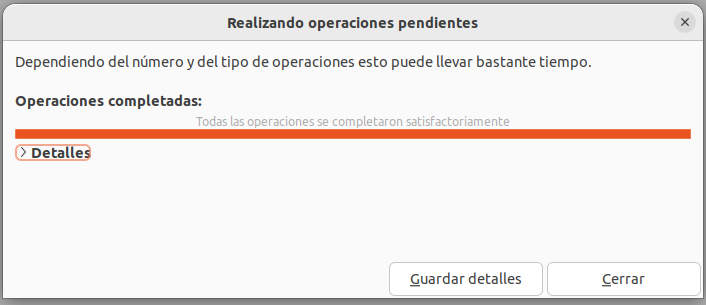 Realizando operaciones pendientes
Dependiendo del número y del tipo de operaciones esto puede llevar bastante tiempo.
Operaciones completadas:
Todas las operaciones se completaron satisfactoriamente
Detalles
Guardar detalles
Cerrar